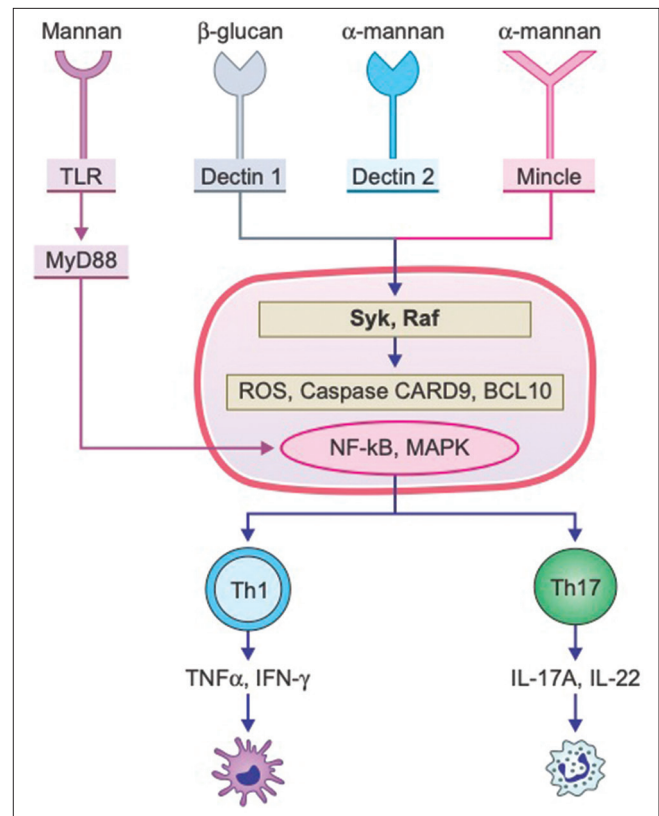 Mannan
β-glucan
α-mannan
α-mannan
TLR
Dectin 1
Dectin 2
Mincle
MyD88
Syk, Raf
ROS, Caspase CARD9, BCL10
NF-kB, MAPK
Th1
Th17
TNFα, IFN-γ
IL-17A, IL-22